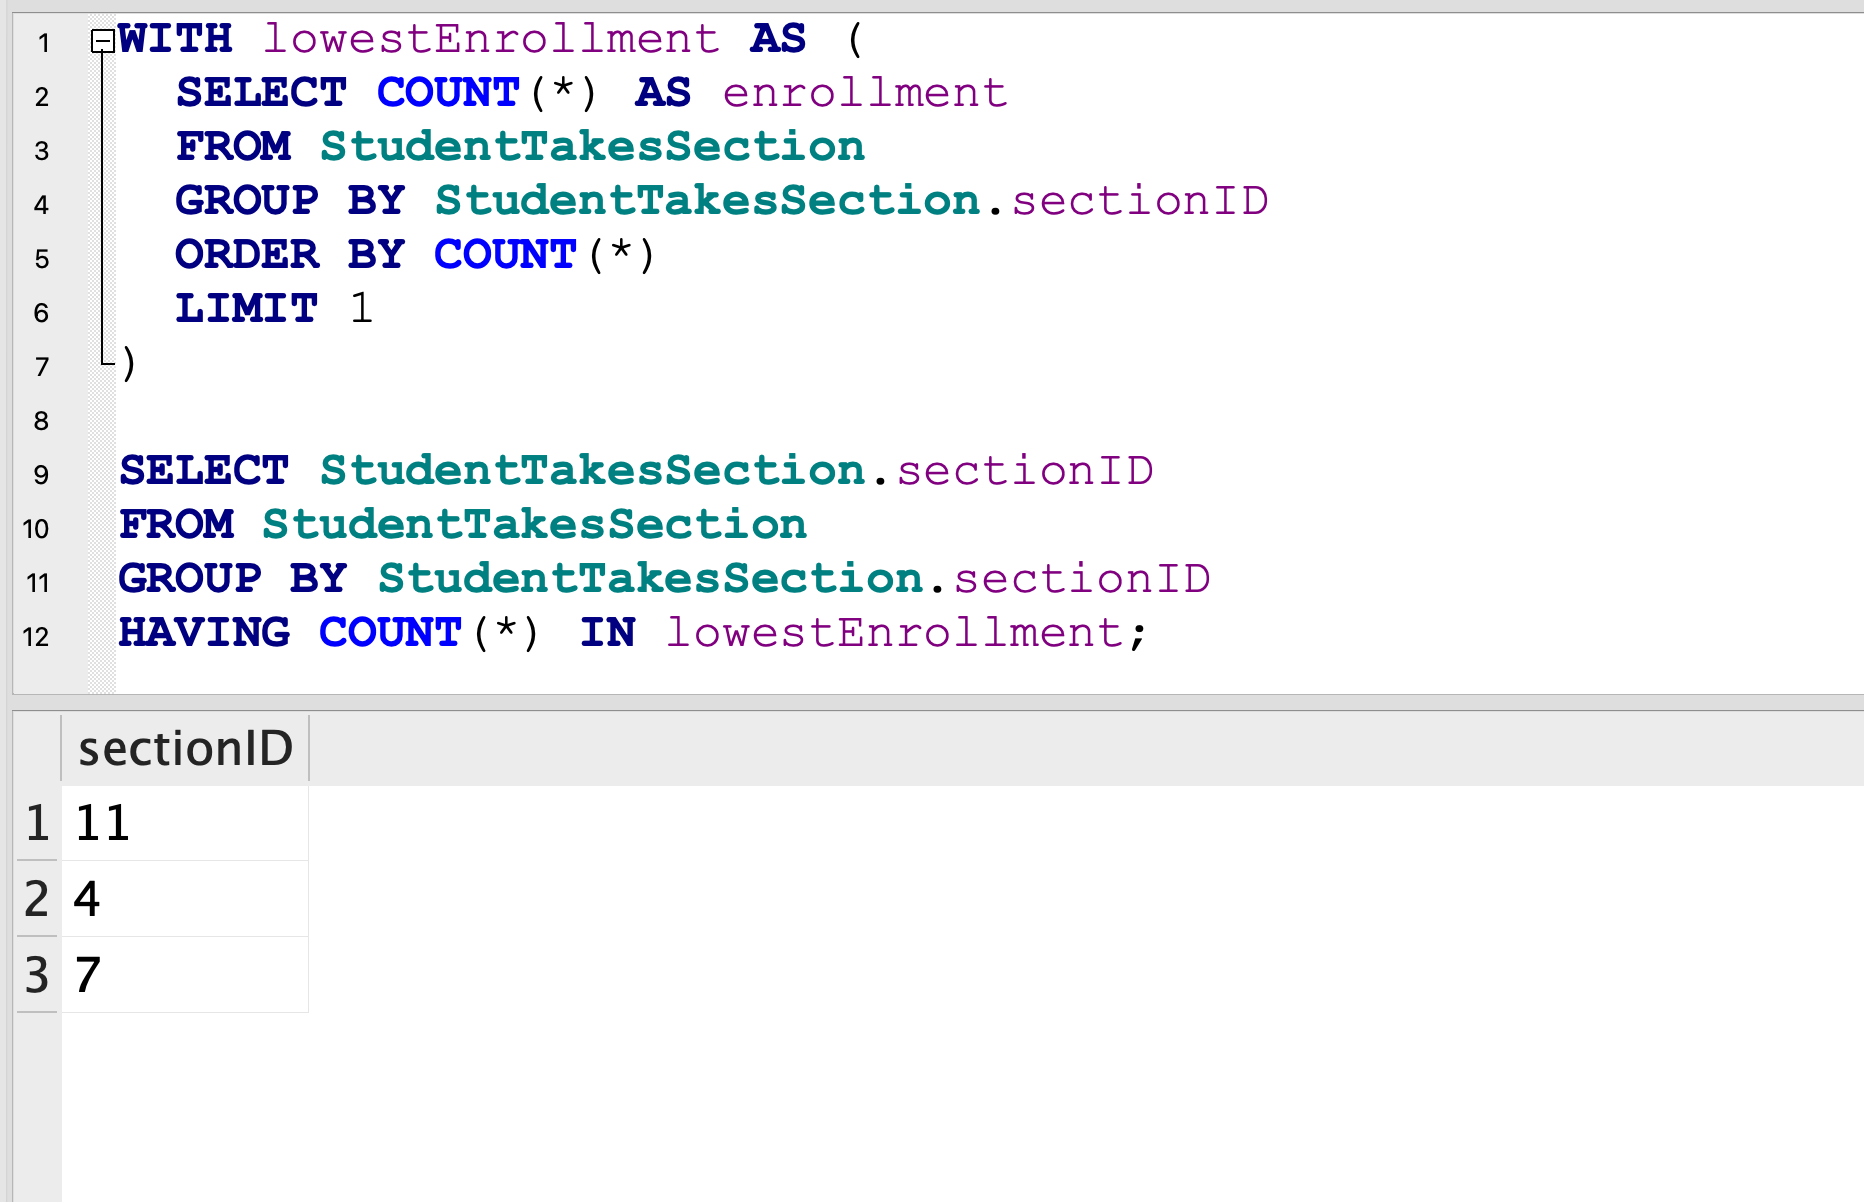 1 WITH lowestEnrollment AS (
2 SELECT COUNT(*) AS enrollment
3 FROM StudentTakesSection
4 GROUP BY StudentTakesSection.sectionID
5 ORDER BY COUNT(*)
6 LIMIT 1
7 )
8
9 SELECT StudentTakesSection.sectionID
10 FROM StudentTakesSection
11 GROUP BY StudentTakesSection.sectionID
12 HAVING COUNT(*) IN lowestEnrollment;
sectionID
1 11
2 4
3 7